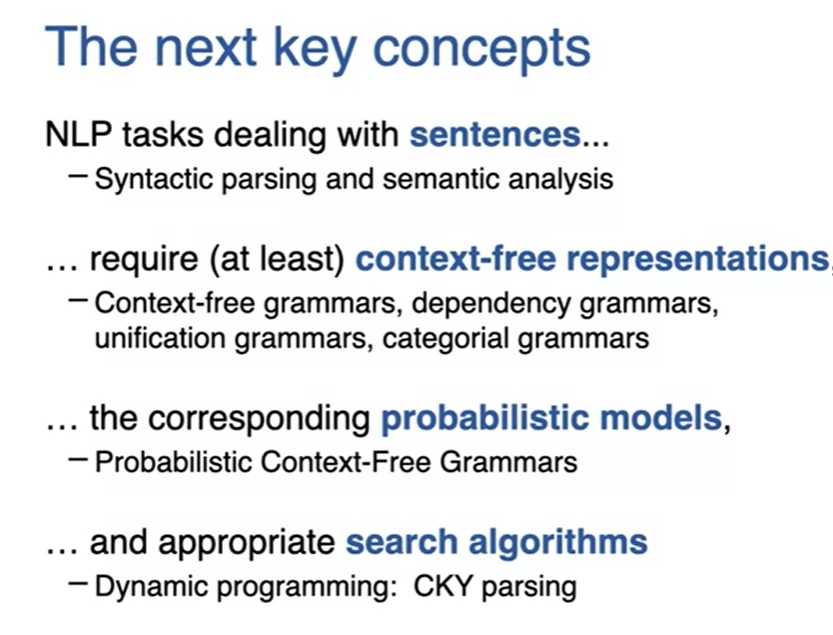 The next key concepts
NLP tasks dealing with sentences...
– Syntactic parsing and semantic analysis
... require (at least) context-free representations,
– Context-free grammars, dependency grammars,
unification grammars, categorial grammars
... the corresponding probabilistic models,
– Probabilistic Context-Free Grammars
... and appropriate search algorithms
– Dynamic programming: CKY parsing